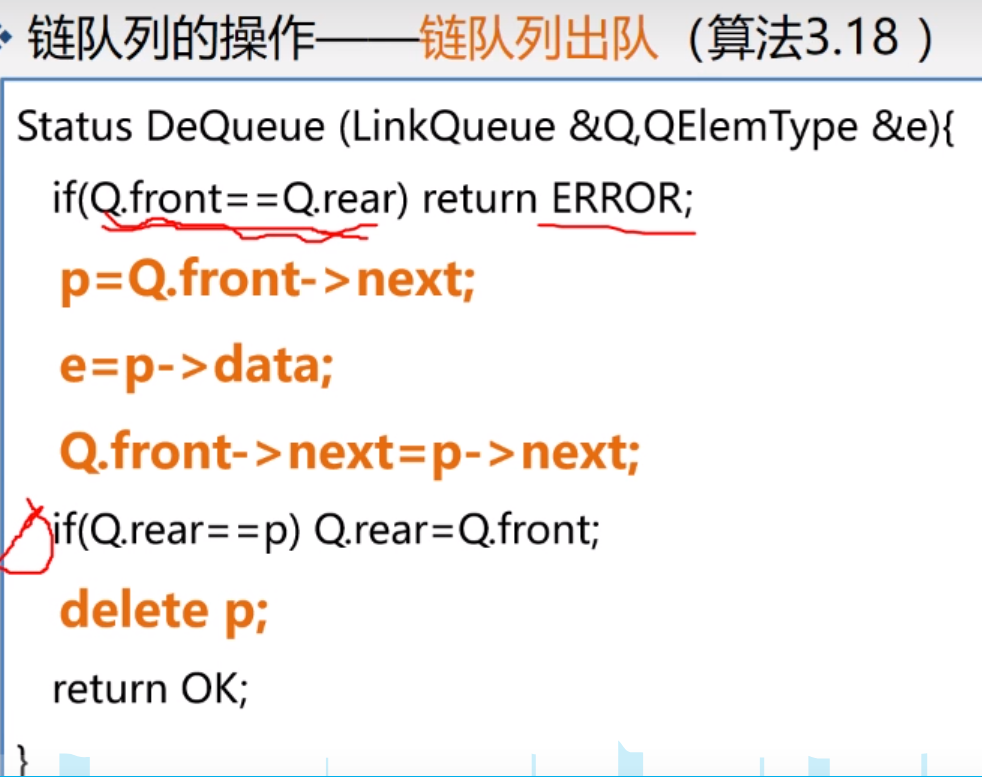 链队列的操作——链队列出队（算法3.18 ）
Status DeQueue (LinkQueue &Q,QElemType &e){
if(Q.front==Q.rear) return ERROR;
p=Q.front->next;
e=p->data;
Q.front->next=p->next;
if(Q.rear==p) Q.rear=Q.front;
delete p;
return OK;
}